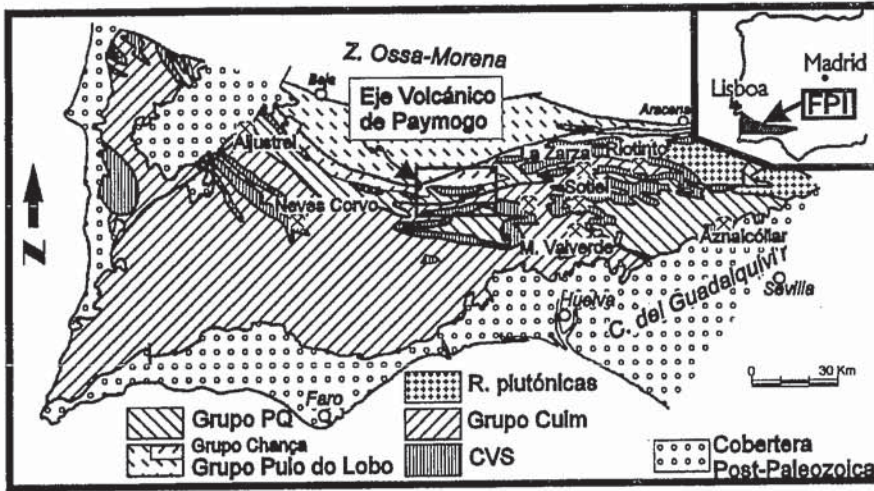 Z. Ossa-Morena
Beja
Eje Volcánico
de Paymogo
Aracena
Madrid
Lisboa
FPI
Aljustrel
La Zarza
Riotinto
Neves Corvo
Sotiel
M. Valverde
Aznalcóllar
C. del Guadalquivir
Huelva
Sevilla
N
0 30 Km
Faro
R. plutónicas
Grupo PQ
Grupo Culm
Grupo Chança
Grupo Pulo do Lobo
CVS
Cobertera
Post-Paleozoica